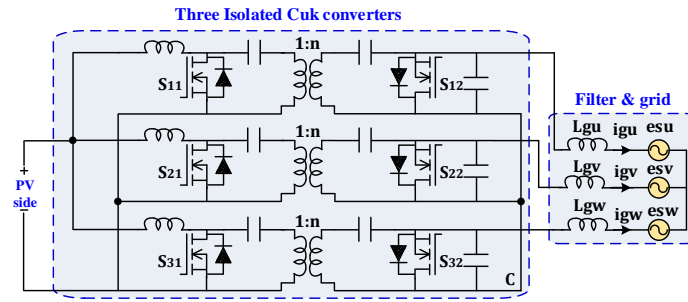 Three Isolated Cuk converters
1:n
S11
S12
Filter & grid
Lgu igu esu
1:n
+
PV
side
−
S21
S22
Lgv igv esv
1:n
Lgw igw esw
S31
S32
C